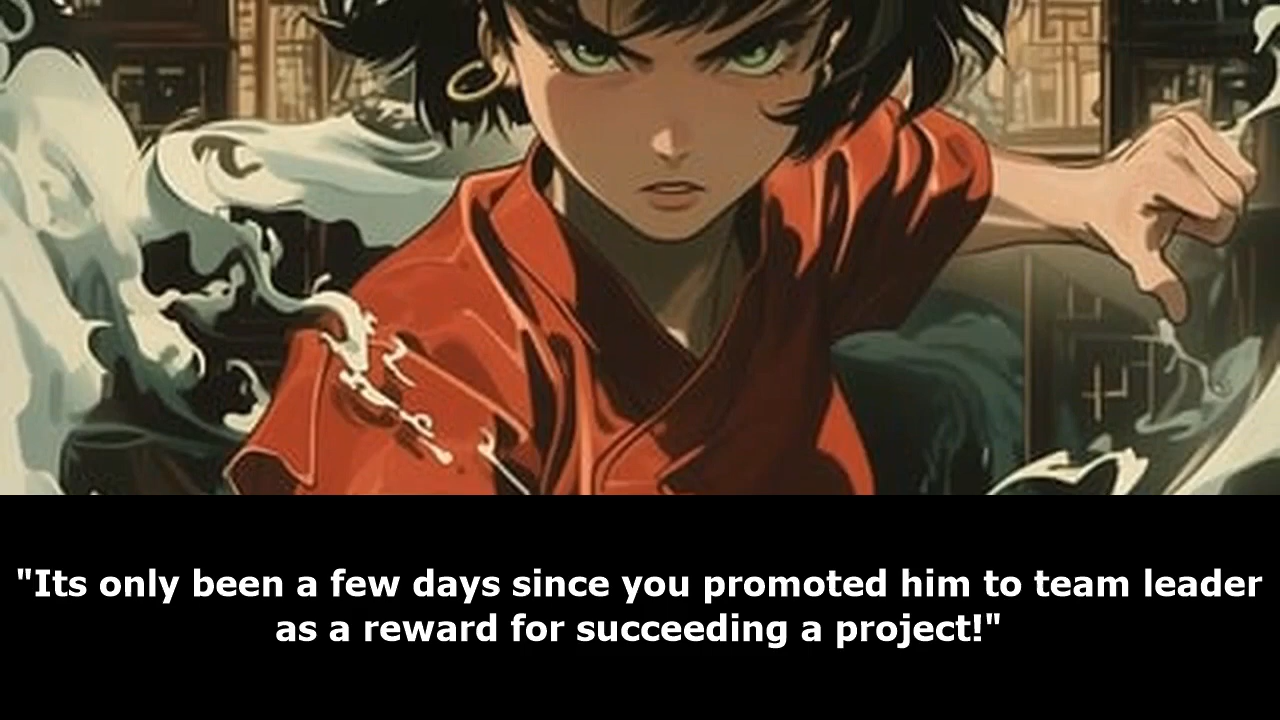 "Its only been a few days since you promoted him to team leader
as a reward for succeeding a project!"